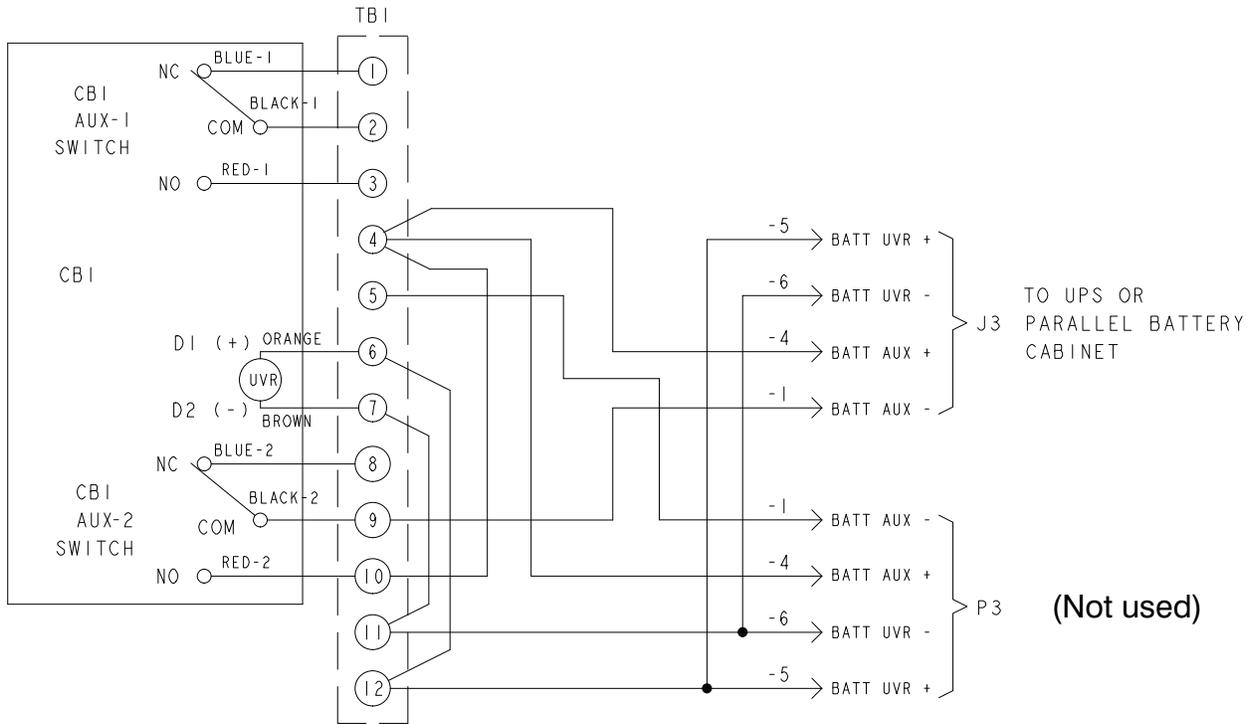 TB1
NC
BLUE-1
1
CB1
AUX-1
SWITCH
BLACK-1
COM
2
NO
RED-1
3
4
CB1
5
D1 (+) ORANGE
6
UVR
D2 (-)
BROWN
7
NC
BLUE-2
8
CB1
AUX-2
SWITCH
BLACK-2
COM
9
NO
RED-2
10
11
12
-5 BATT UVR +
-6 BATT UVR -
-4 BATT AUX +
-1 BATT AUX -
J3
TO UPS OR
PARALLEL BATTERY
CABINET
-1 BATT AUX -
-4 BATT AUX +
-6 BATT UVR -
-5 BATT UVR +
P3
(Not used)